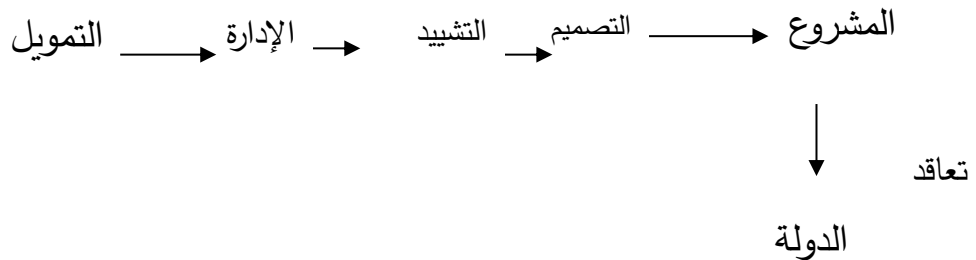 المشروع التصميم التشييد الإدارة التمويل
تعاقد
الدولة